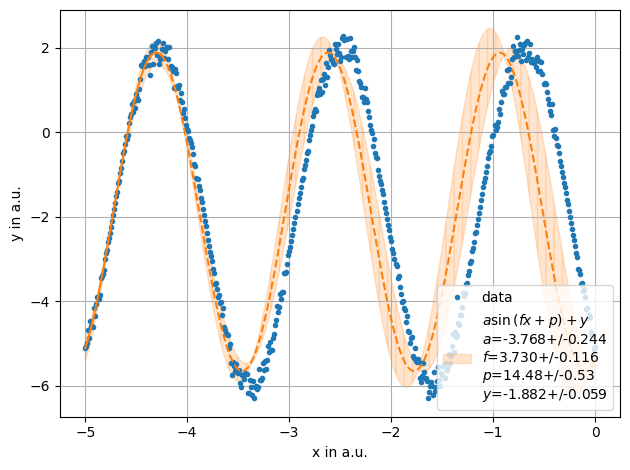 2
0
−2
−4
−6
y in a.u.
−5
−4
−3
−2
−1
0
x in a.u.
data
a sin (fx + p) + y
a=-3.768+/-0.244
f=3.730+/-0.116
p=14.48+/-0.53
y=-1.882+/-0.059